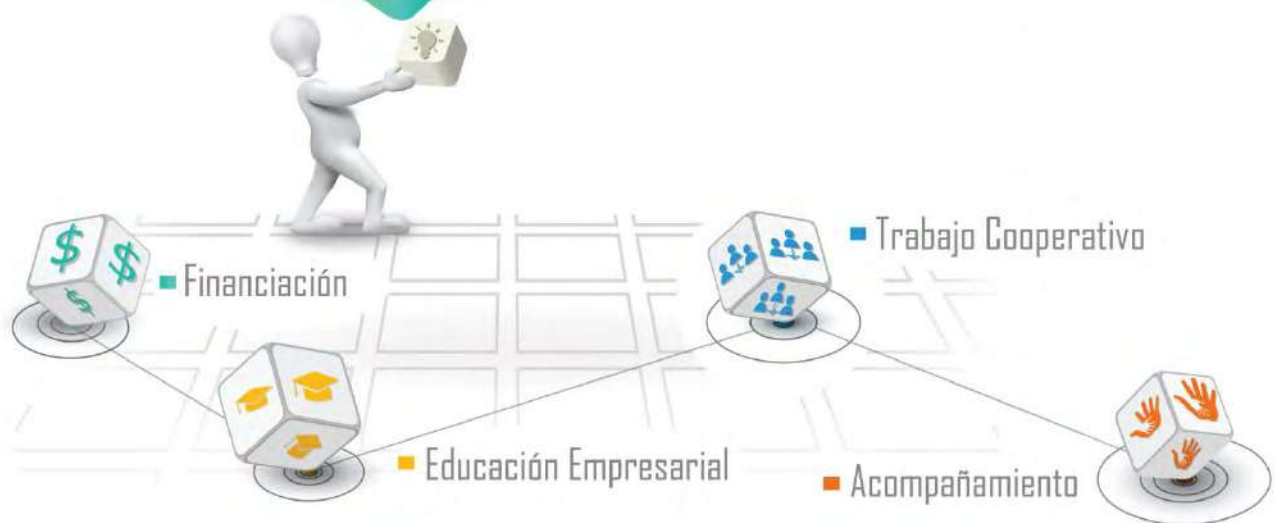 Trabajo Cooperativo
Financiación
Educación Empresarial
Acompañamiento